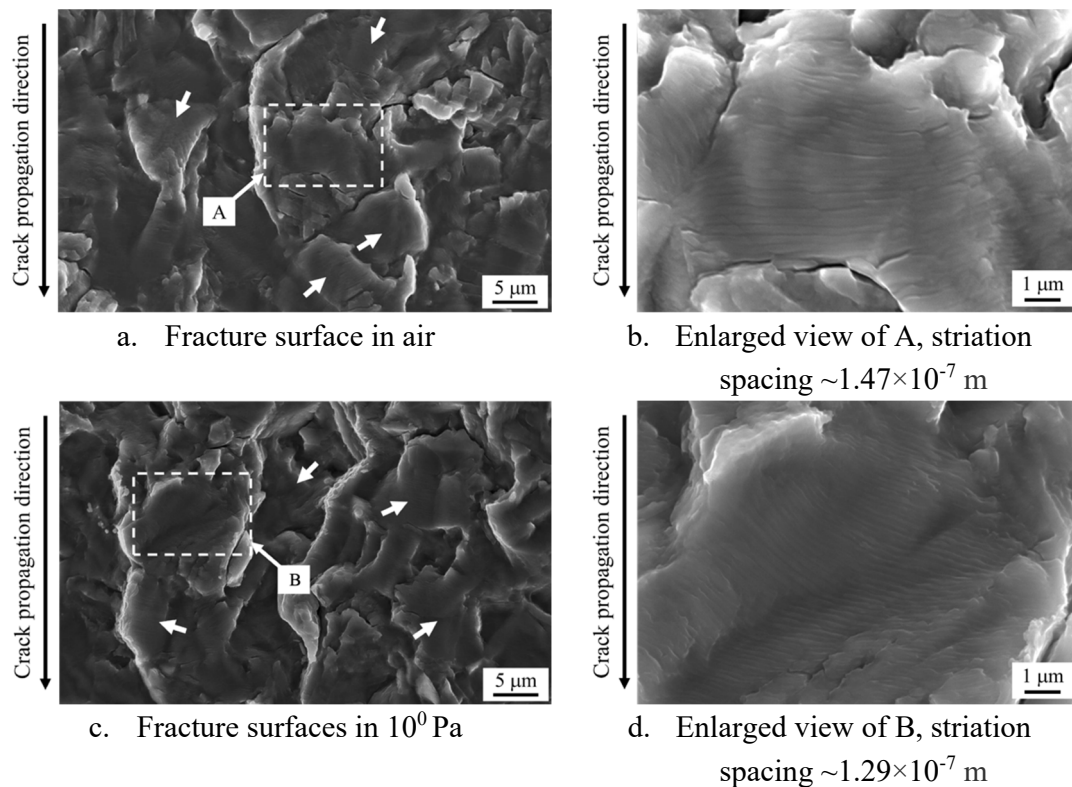 Crack propagation direction
A
5 μm
Crack propagation direction
1 μm
a. Fracture surface in air
b. Enlarged view of A, striation
spacing ~1.47×10⁻⁷ m
Crack propagation direction
B
5 μm
Crack propagation direction
1 μm
c. Fracture surfaces in 10⁰ Pa
d. Enlarged view of B, striation
spacing ~1.29×10⁻⁷ m